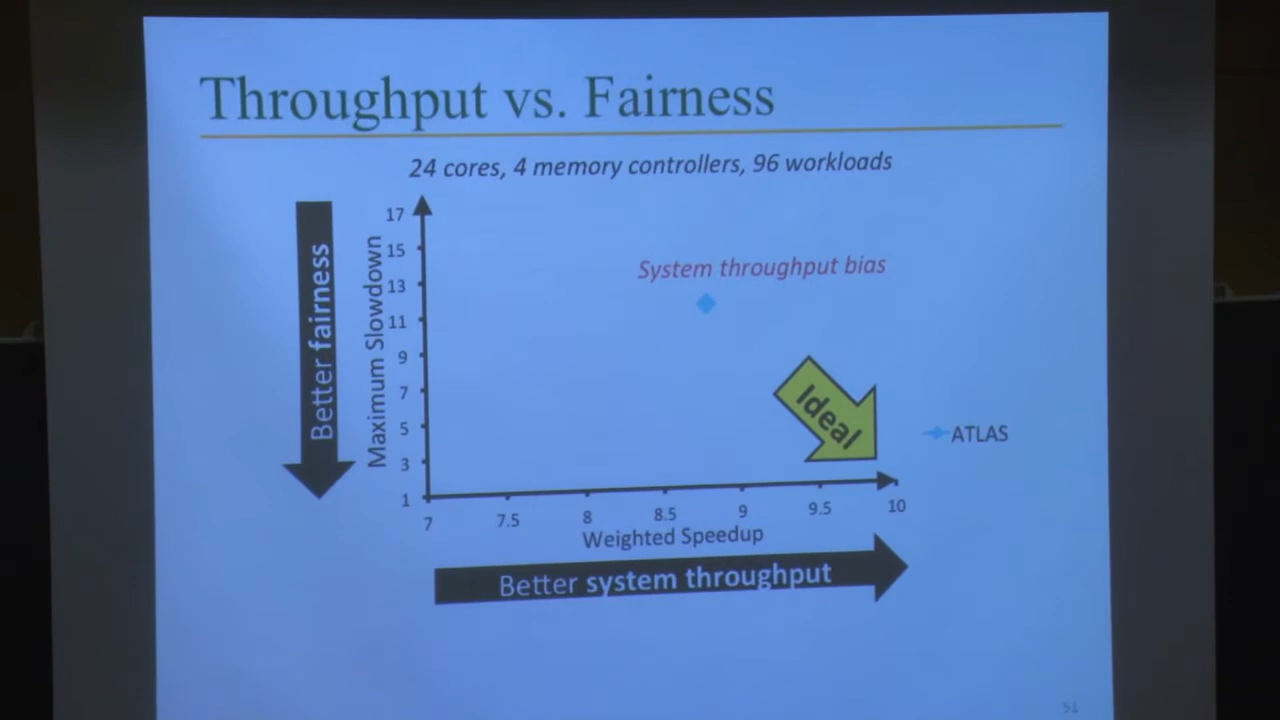 Throughput vs. Fairness
24 cores, 4 memory controllers, 96 workloads
Better fairness
Maximum Slowdown
17
15
13
11
9
7
5
3
1
System throughput bias
Ideal
ATLAS
7
7.5
8
8.5
9
9.5
10
Weighted Speedup
Better system throughput
51